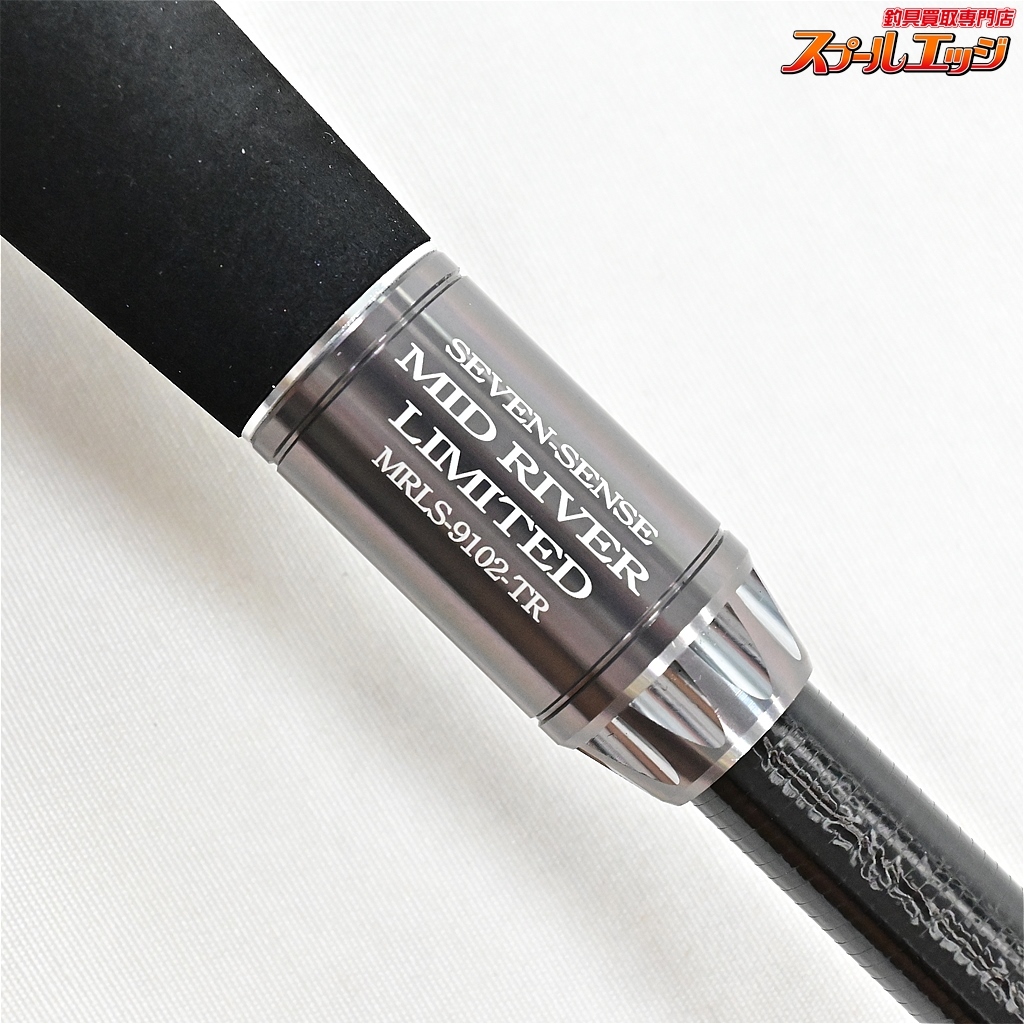 釣具買取専門店
スプールエッジ
SEVEN-SENSE
MID RIVER
LIMITED
MRLS-9102-TR